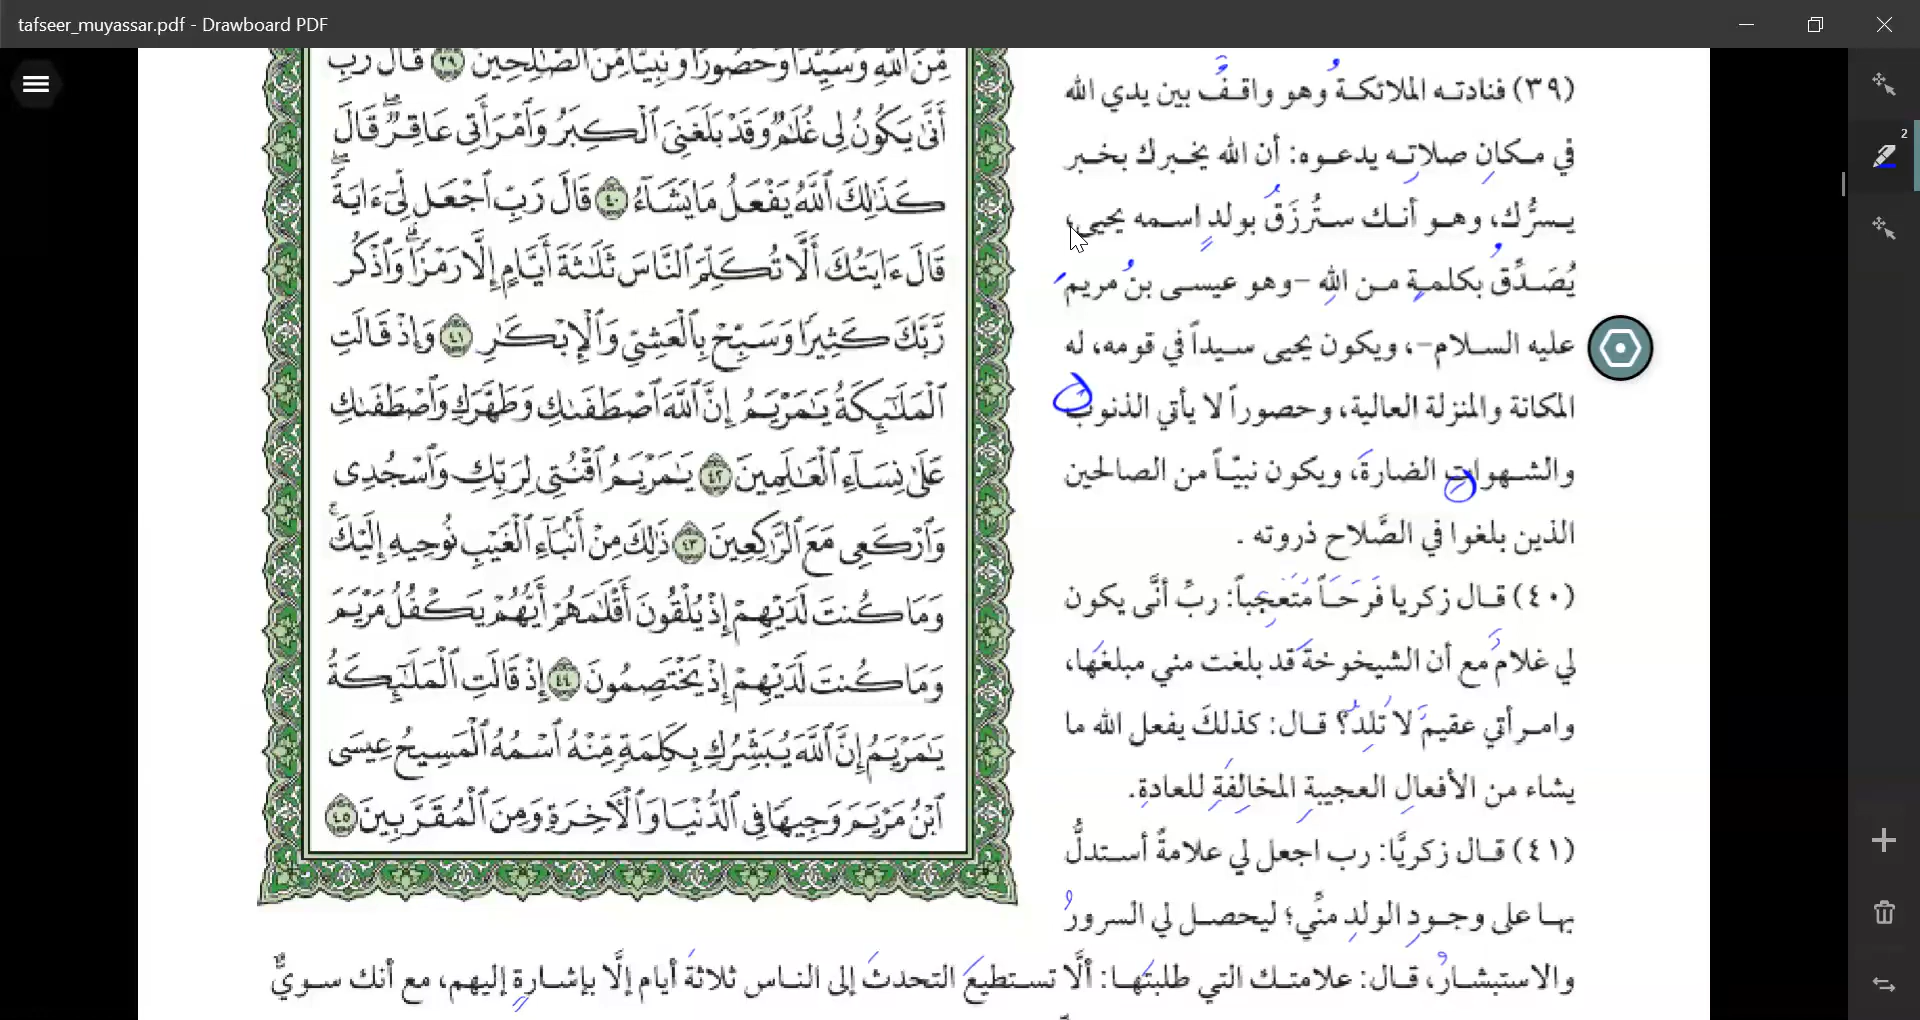 tafseer_muyassar.pdf - Drawboard PDF
2
مِّنَ ٱللَّهِ وَسَيِّدًا وَحَصُورًا وَنَبِيًّا مِّنَ ٱلصَّٰلِحِينَ ٣٩ قَالَ رَبِّ
أَنَّىٰ يَكُونُ لِي غُلَٰمٌ وَقَدۡ بَلَغَنِيَ ٱلۡكِبَرُ وَٱمۡرَأَتِي عَاقِرٞۖ قَالَ
كَذَٰلِكَ ٱللَّهُ يَفۡعَلُ مَا يَشَآءُ ٤٠ قَالَ رَبِّ ٱجۡعَل لِّيٓ ءَايَةٗۖ
قَالَ ءَايَتُكَ أَلَّا تُكَلِّمَ ٱلنَّاسَ ثَلَٰثَةَ أَيَّامٍ إِلَّا رَمۡزٗاۗ وَٱذۡكُر
رَّبَّكَ كَثِيرٗا وَسَبِّحۡ بِٱلۡعَشِيِّ وَٱلۡإِبۡكَٰرِ ٤١ وَإِذۡ قَالَتِ
ٱلۡمَلَٰٓئِكَةُ يَٰمَرۡيَمُ إِنَّ ٱللَّهَ ٱصۡطَفَىٰكِ وَطَهَّرَكِ وَٱصۡطَفَىٰكِ
عَلَىٰ نِسَآءِ ٱلۡعَٰلَمِينَ ٤٢ يَٰمَرۡيَمُ ٱقۡنُتِي لِرَبِّكِ وَٱسۡجُدِي
وَٱرۡكَعِي مَعَ ٱلرَّٰكِعِينَ ٤٣ ذَٰلِكَ مِنۡ أَنۢبَآءِ ٱلۡغَيۡبِ نُوحِيهِ إِلَيۡكَۚ
وَمَا كُنتَ لَدَيۡهِمۡ إِذۡ يُلۡقُونَ أَقۡلَٰمَهُمۡ أَيُّهُمۡ يَكۡفُلُ مَرۡيَمَ
وَمَا كُنتَ لَدَيۡهِمۡ إِذۡ يَخۡتَصِمُونَ ٤٤ إِذۡ قَالَتِ ٱلۡمَلَٰٓئِكَةُ
يَٰمَرۡيَمُ إِنَّ ٱللَّهَ يُبَشِّرُكِ بِكَلِمَةٖ مِّنۡهُ ٱسۡمُهُ ٱلۡمَسِيحُ عِيسَى
ٱبۡنُ مَرۡيَمَ وَجِيهٗا فِي ٱلدُّنۡيَا وَٱلۡأٓخِرَةِ وَمِنَ ٱلۡمُقَرَّبِينَ ٤٥
(٣٩) فنادته الملائكةُ وهو واقفٌ بين يدي الله
في مكانِ صلاتِه يدعوه: أن الله يخبرك بخبر
يسرُّك، وهو أنك ستُرزَقُ بولدٍ اسمه يحيى،
يُصَدِّقُ بكلمةٍ من اللهِ -وهو عيسى بنُ مريمَ
عليه السلام-، ويكون يحيى سيداً في قومه، له
المكانة والمنزلة العالية، وحصوراً لا يأتي الذنوب
والشهوات الضارة، ويكون نبيّاً من الصالحين
الذين بلغوا في الصَّلاح ذروته .
(٤٠) قال زكريا فَرَحَاً مُتَعَجِّباً: ربِّ أنَّى يكون
لي غلامٌ مع أن الشيخوخةَ قد بلغت مني مبلغَها،
وامرأتي عقيمٌ لا تَلِدُ؟ قال: كذلكَ يفعل الله ما
يشاء من الأفعالِ العجيبةِ المخالِفَةِ للعادةِ.
(٤١) قال زكريَّا: رب اجعل لي علامةً أستدلُّ
بها على وجودِ الولدِ منِّي؛ ليحصل لي السرورُ
والاستبشارُ، قال: علامتك التي طلبتَها: ألَّا تستطيعَ التحدثَ إلى الناس ثلاثةَ أيام إلَّا بإشارةٍ إليهم، مع أنك سويٌّ